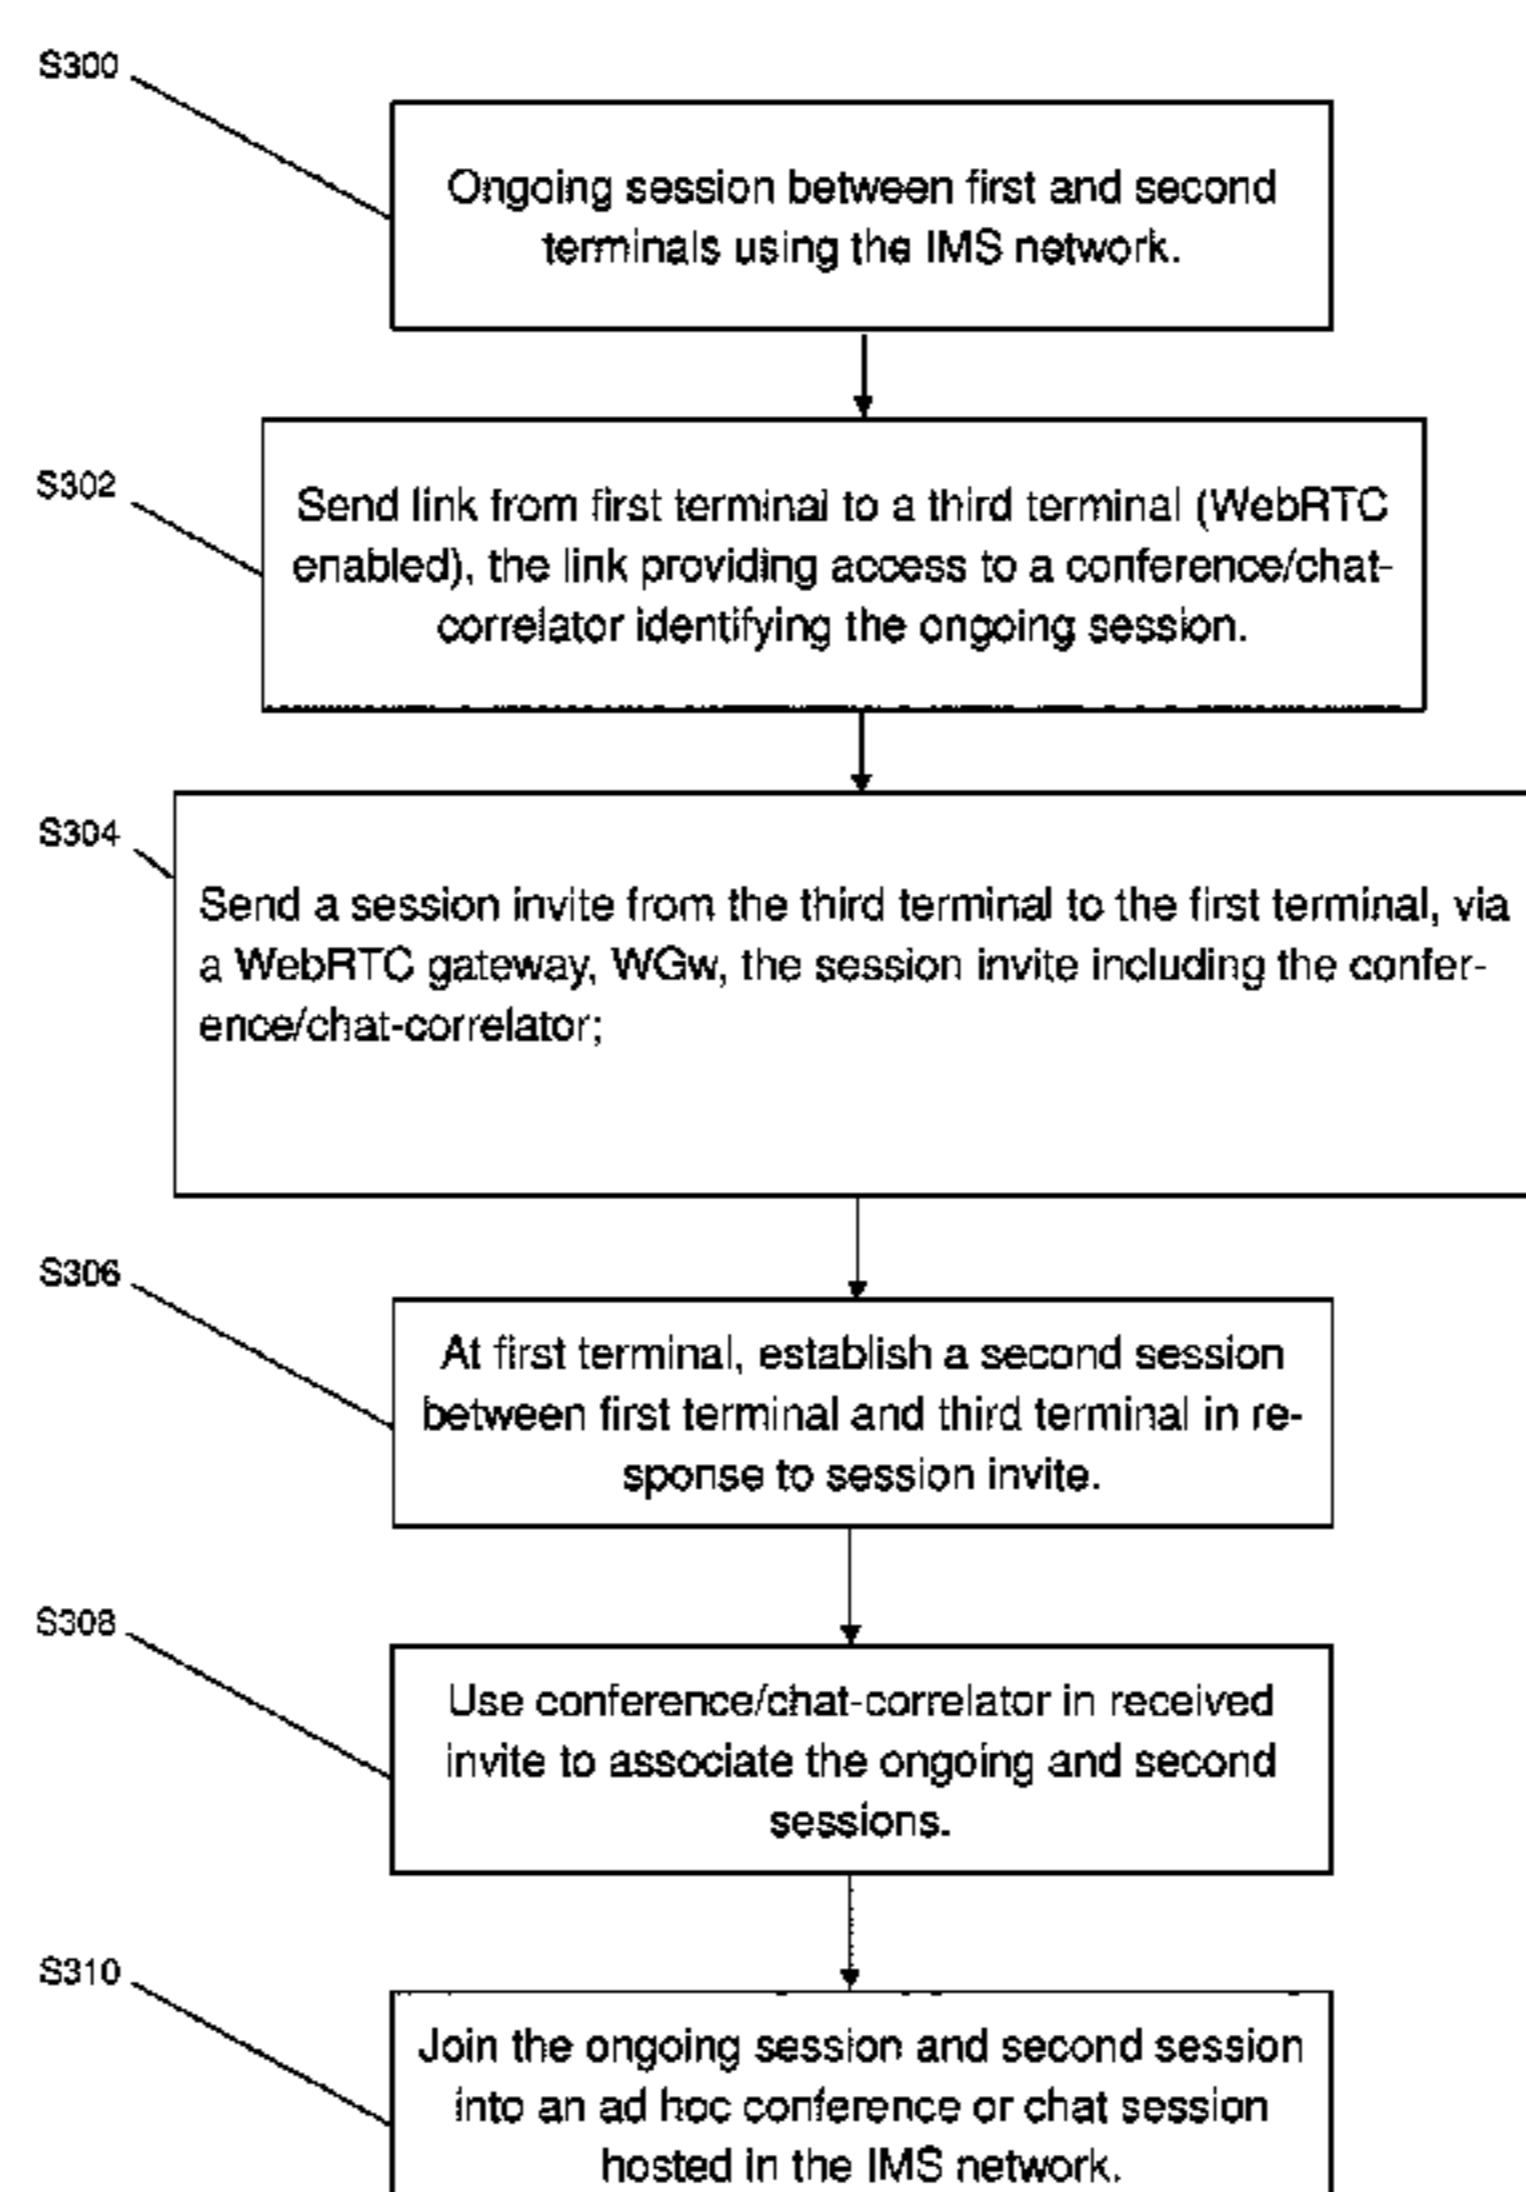 S300
Ongoing session between first and second
terminals using the IMS network.
S302
Send link from first terminal to a third terminal (WebRTC
enabled), the link providing access to a conference/chat-
correlator identifying the ongoing session.
S304
Send a session invite from the third terminal to the first terminal, via
a WebRTC gateway, WGw, the session invite including the confer-
ence/chat-correlator;
S306
At first terminal, establish a second session
between first terminal and third terminal in re-
sponse to session invite.
S308
Use conference/chat-correlator in received
invite to associate the ongoing and second
sessions.
S310
Join the ongoing session and second session
into an ad hoc conference or chat session
hosted in the IMS network.